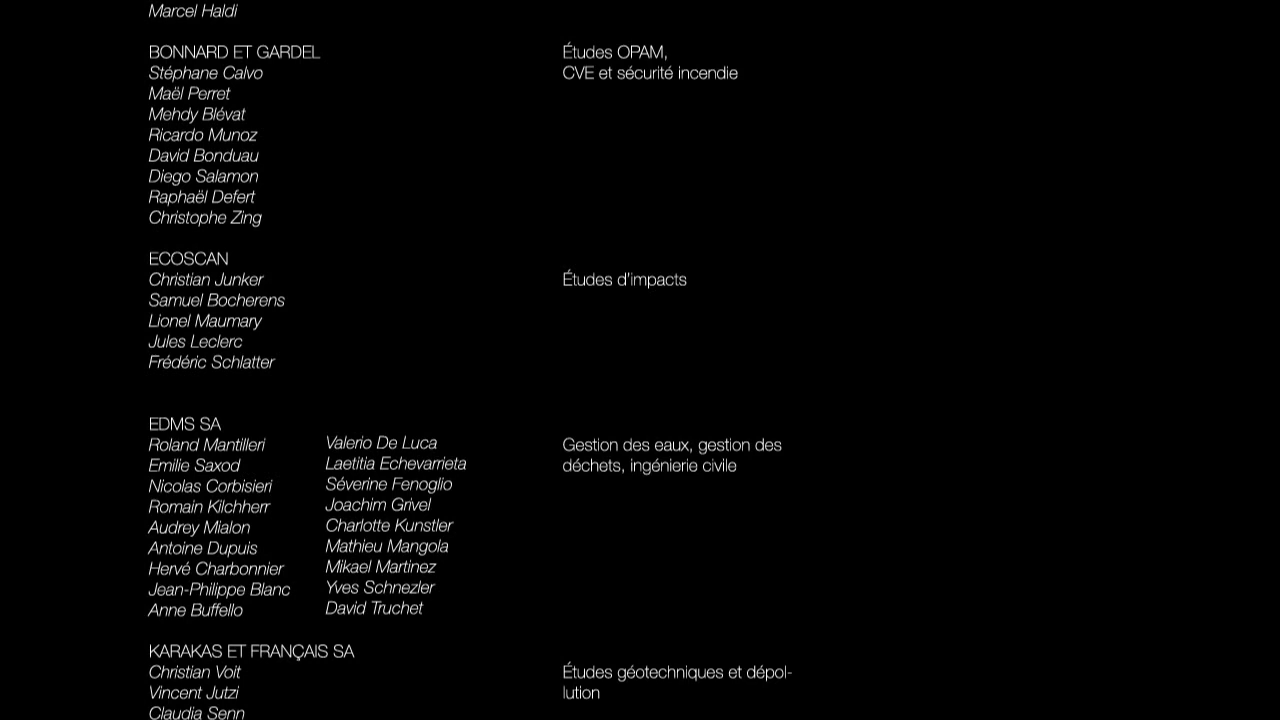 Marcel Haldi
BONNARD ET GARDEL
Études OPAM,
Stéphane Calvo
CVE et sécurité incendie
Maël Perret
Mehdy Blévat
Ricardo Munoz
David Bonduau
Diego Salamon
Raphaël Defert
Christophe Zing
ECOSCAN
Christian Junker
Études d'impacts
Samuel Bocherens
Lionel Maumary
Jules Leclerc
Frédéric Schlatter
EDMS SA
Roland Mantilleri
Emilie Saxod
Nicolas Corbisieri
Romain Kilchherr
Audrey Mialon
Antoine Dupuis
Hervé Charbonnier
Jean-Philippe Blanc
Anne Buffello
Valerio De Luca
Laetitia Echevarrieta
Séverine Fenoglio
Joachim Grivel
Charlotte Kunstler
Mathieu Mangola
Mikael Martinez
Yves Schnezler
David Truchet
Gestion des eaux, gestion des
déchets, ingénierie civile
KARAKAS ET FRANÇAIS SA
Christian Voit
Vincent Jutzi
Claudia Senn
Études géotechniques et dépol-
lution